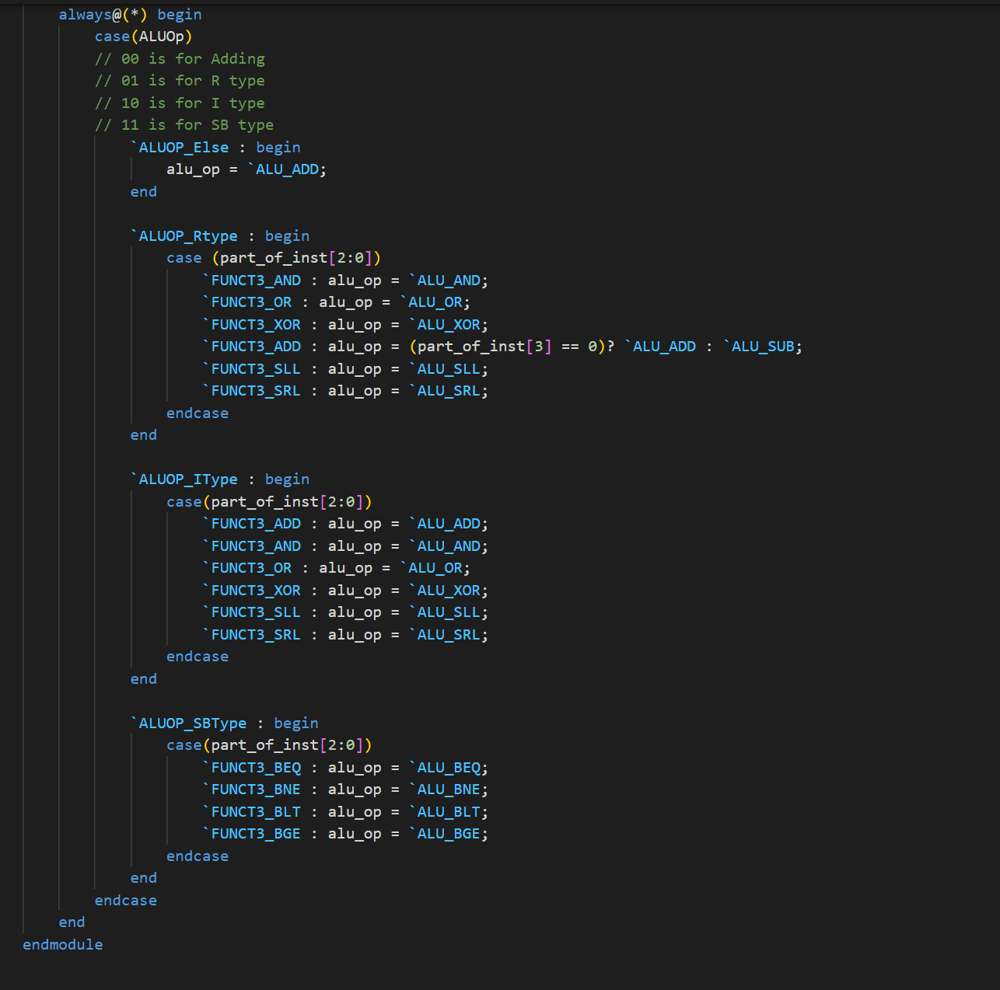 always@(*) begin
case(ALUOp)
// 00 is for Adding
// 01 is for R type
// 10 is for I type
// 11 is for SB type
`ALUOP_Else : begin
alu_op = `ALU_ADD;
end
`ALUOP_Rtype : begin
case (part_of_inst[2:0])
`FUNCT3_AND : alu_op = `ALU_AND;
`FUNCT3_OR : alu_op = `ALU_OR;
`FUNCT3_XOR : alu_op = `ALU_XOR;
`FUNCT3_ADD : alu_op = (part_of_inst[3] == 0)? `ALU_ADD : `ALU_SUB;
`FUNCT3_SLL : alu_op = `ALU_SLL;
`FUNCT3_SRL : alu_op = `ALU_SRL;
endcase
end
`ALUOP_IType : begin
case(part_of_inst[2:0])
`FUNCT3_ADD : alu_op = `ALU_ADD;
`FUNCT3_AND : alu_op = `ALU_AND;
`FUNCT3_OR : alu_op = `ALU_OR;
`FUNCT3_XOR : alu_op = `ALU_XOR;
`FUNCT3_SLL : alu_op = `ALU_SLL;
`FUNCT3_SRL : alu_op = `ALU_SRL;
endcase
end
`ALUOP_SBType : begin
case(part_of_inst[2:0])
`FUNCT3_BEQ : alu_op = `ALU_BEQ;
`FUNCT3_BNE : alu_op = `ALU_BNE;
`FUNCT3_BLT : alu_op = `ALU_BLT;
`FUNCT3_BGE : alu_op = `ALU_BGE;
endcase
end
endcase
end
endmodule